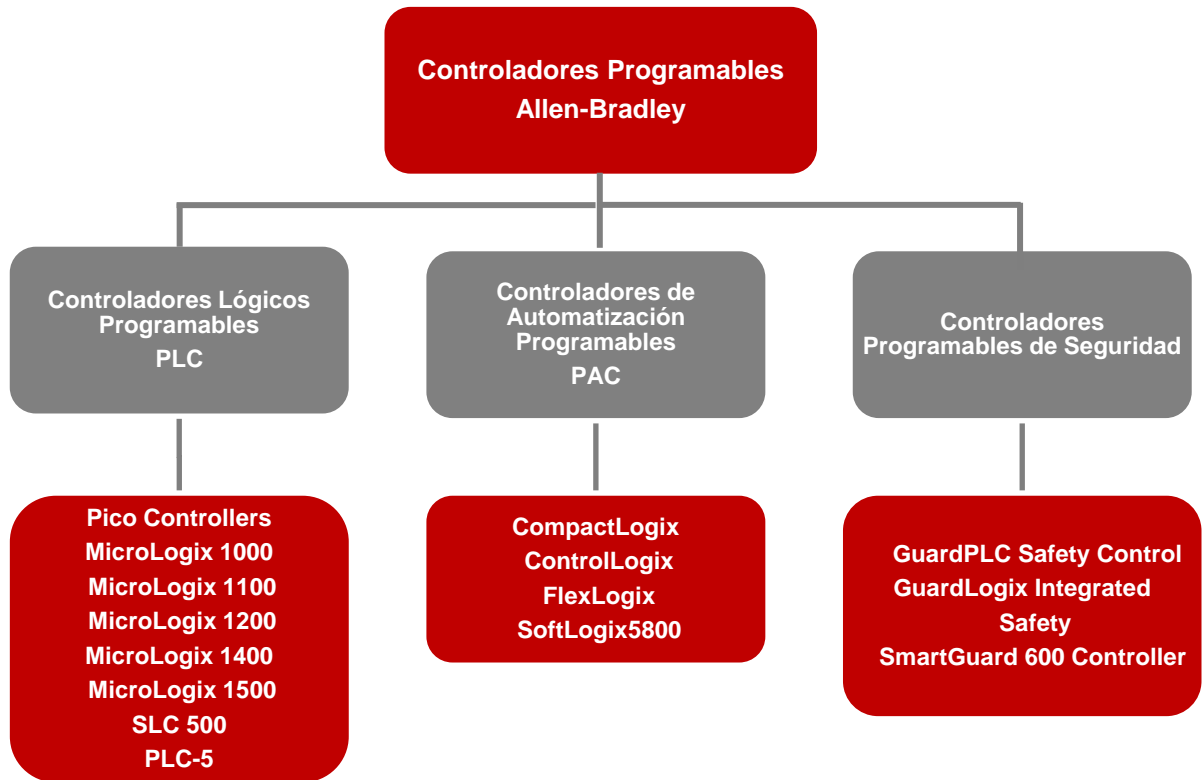 Controladores Programables
Allen-Bradley
Controladores Lógicos
Programables
PLC
Controladores de
Automatización
Programables
PAC
Controladores
Programables de Seguridad
Pico Controllers
MicroLogix 1000
MicroLogix 1100
MicroLogix 1200
MicroLogix 1400
MicroLogix 1500
SLC 500
PLC-5
CompactLogix
ControlLogix
FlexLogix
SoftLogix5800
GuardPLC Safety Control
GuardLogix Integrated
Safety
SmartGuard 600 Controller